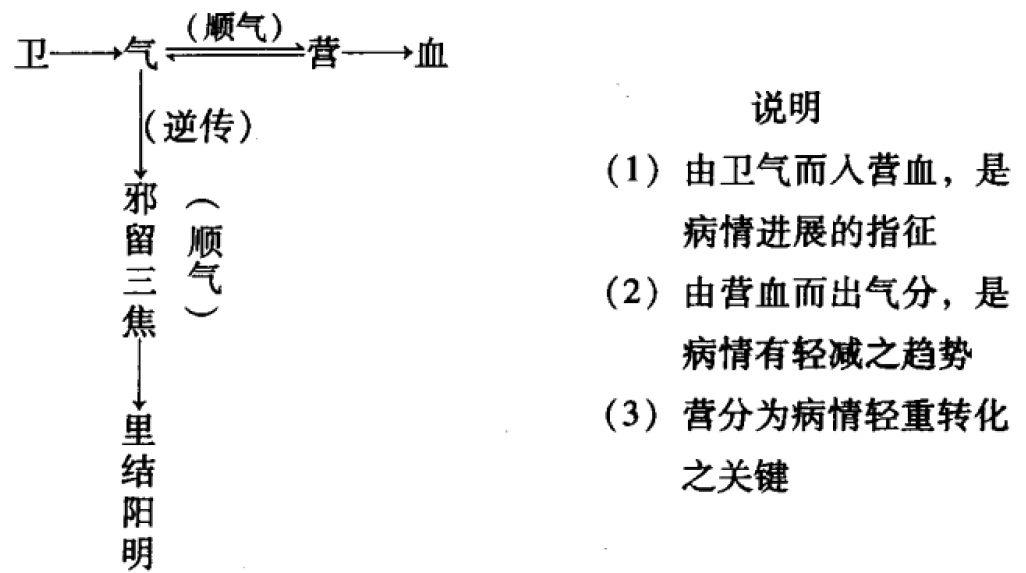 (顺气)
卫 气 营 血
(逆传)
邪留三焦
(顺气)
里结阳明
说明
(1) 由卫气而入营血，是
病情进展的指征
(2) 由营血而出气分，是
病情有轻减之趋势
(3) 营分为病情轻重转化
之关键